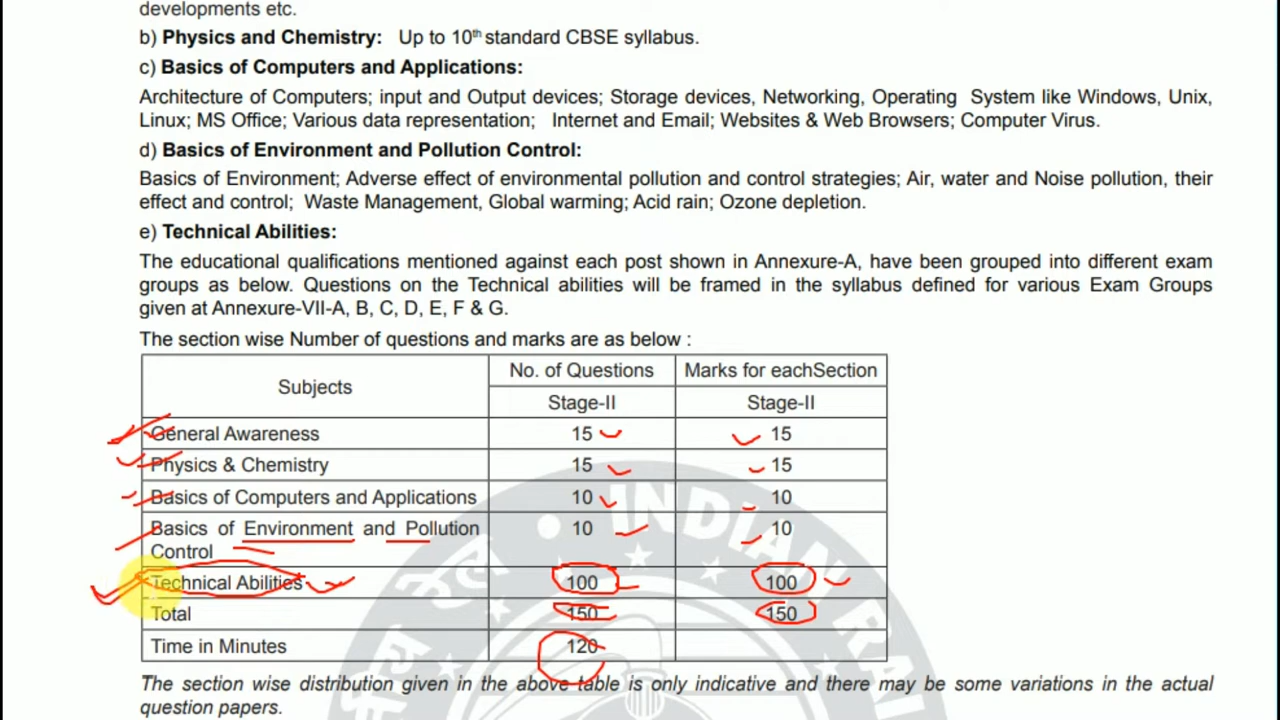 developments etc.
b) Physics and Chemistry: Up to 10th standard CBSE syllabus.
c) Basics of Computers and Applications:
Architecture of Computers; input and Output devices; Storage devices, Networking, Operating System like Windows, Unix,
Linux; MS Office; Various data representation; Internet and Email; Websites & Web Browsers; Computer Virus.
d) Basics of Environment and Pollution Control:
Basics of Environment; Adverse effect of environmental pollution and control strategies; Air, water and Noise pollution, their
effect and control; Waste Management, Global warming; Acid rain; Ozone depletion.
e) Technical Abilities:
The educational qualifications mentioned against each post shown in Annexure-A, have been grouped into different exam
groups as below. Questions on the Technical abilities will be framed in the syllabus defined for various Exam Groups
given at Annexure-VII-A, B, C, D, E, F & G.
The section wise Number of questions and marks are as below :
Subjects No. of Questions Marks for eachSection
Stage-II Stage-II
General Awareness 15 15
Physics & Chemistry 15 15
Basics of Computers and Applications 10 10
Basics of Environment and Pollution 10 10
Control
Technical Abilities 100 100
Total 150 150
Time in Minutes 120
The section wise distribution given in the above table is only indicative and there may be some variations in the actual
question papers.
INDIAN RAI